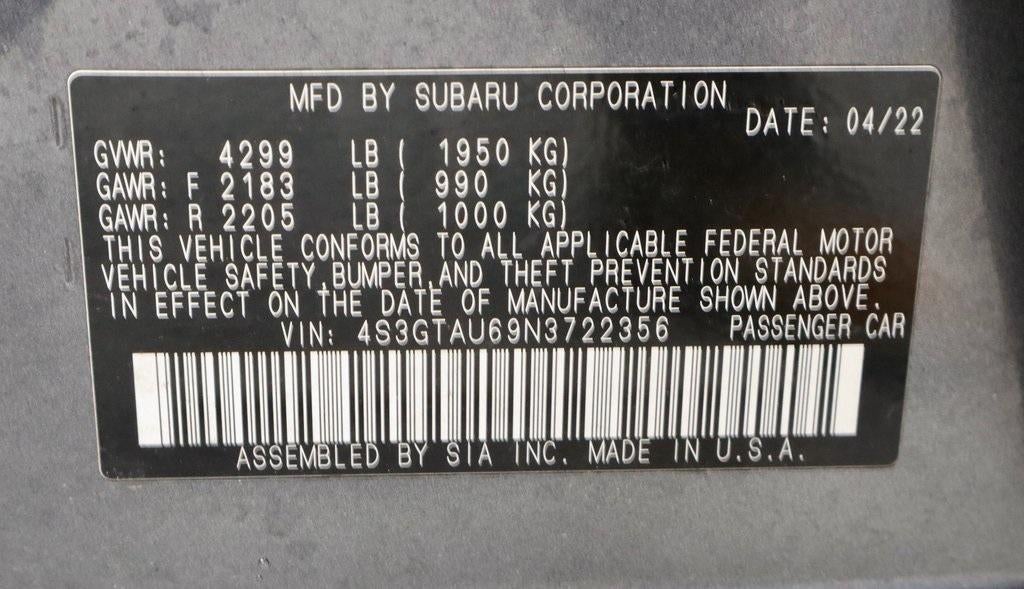 MFD BY SUBARU CORPORATION
DATE: 04/22
GVWR: 4299 LB ( 1950 KG)
GAWR: F 2183 LB ( 990 KG)
GAWR: R 2205 LB ( 1000 KG)
THIS VEHICLE CONFORMS TO ALL APPLICABLE FEDERAL MOTOR
VEHICLE SAFETY,BUMPER,AND THEFT PREVENTION STANDARDS
IN EFFECT ON THE DATE OF MANUFACTURE SHOWN ABOVE.
VIN: 4S3GTAU69N3722356 PASSENGER CAR
ASSEMBLED BY SIA INC. MADE IN U.S.A.